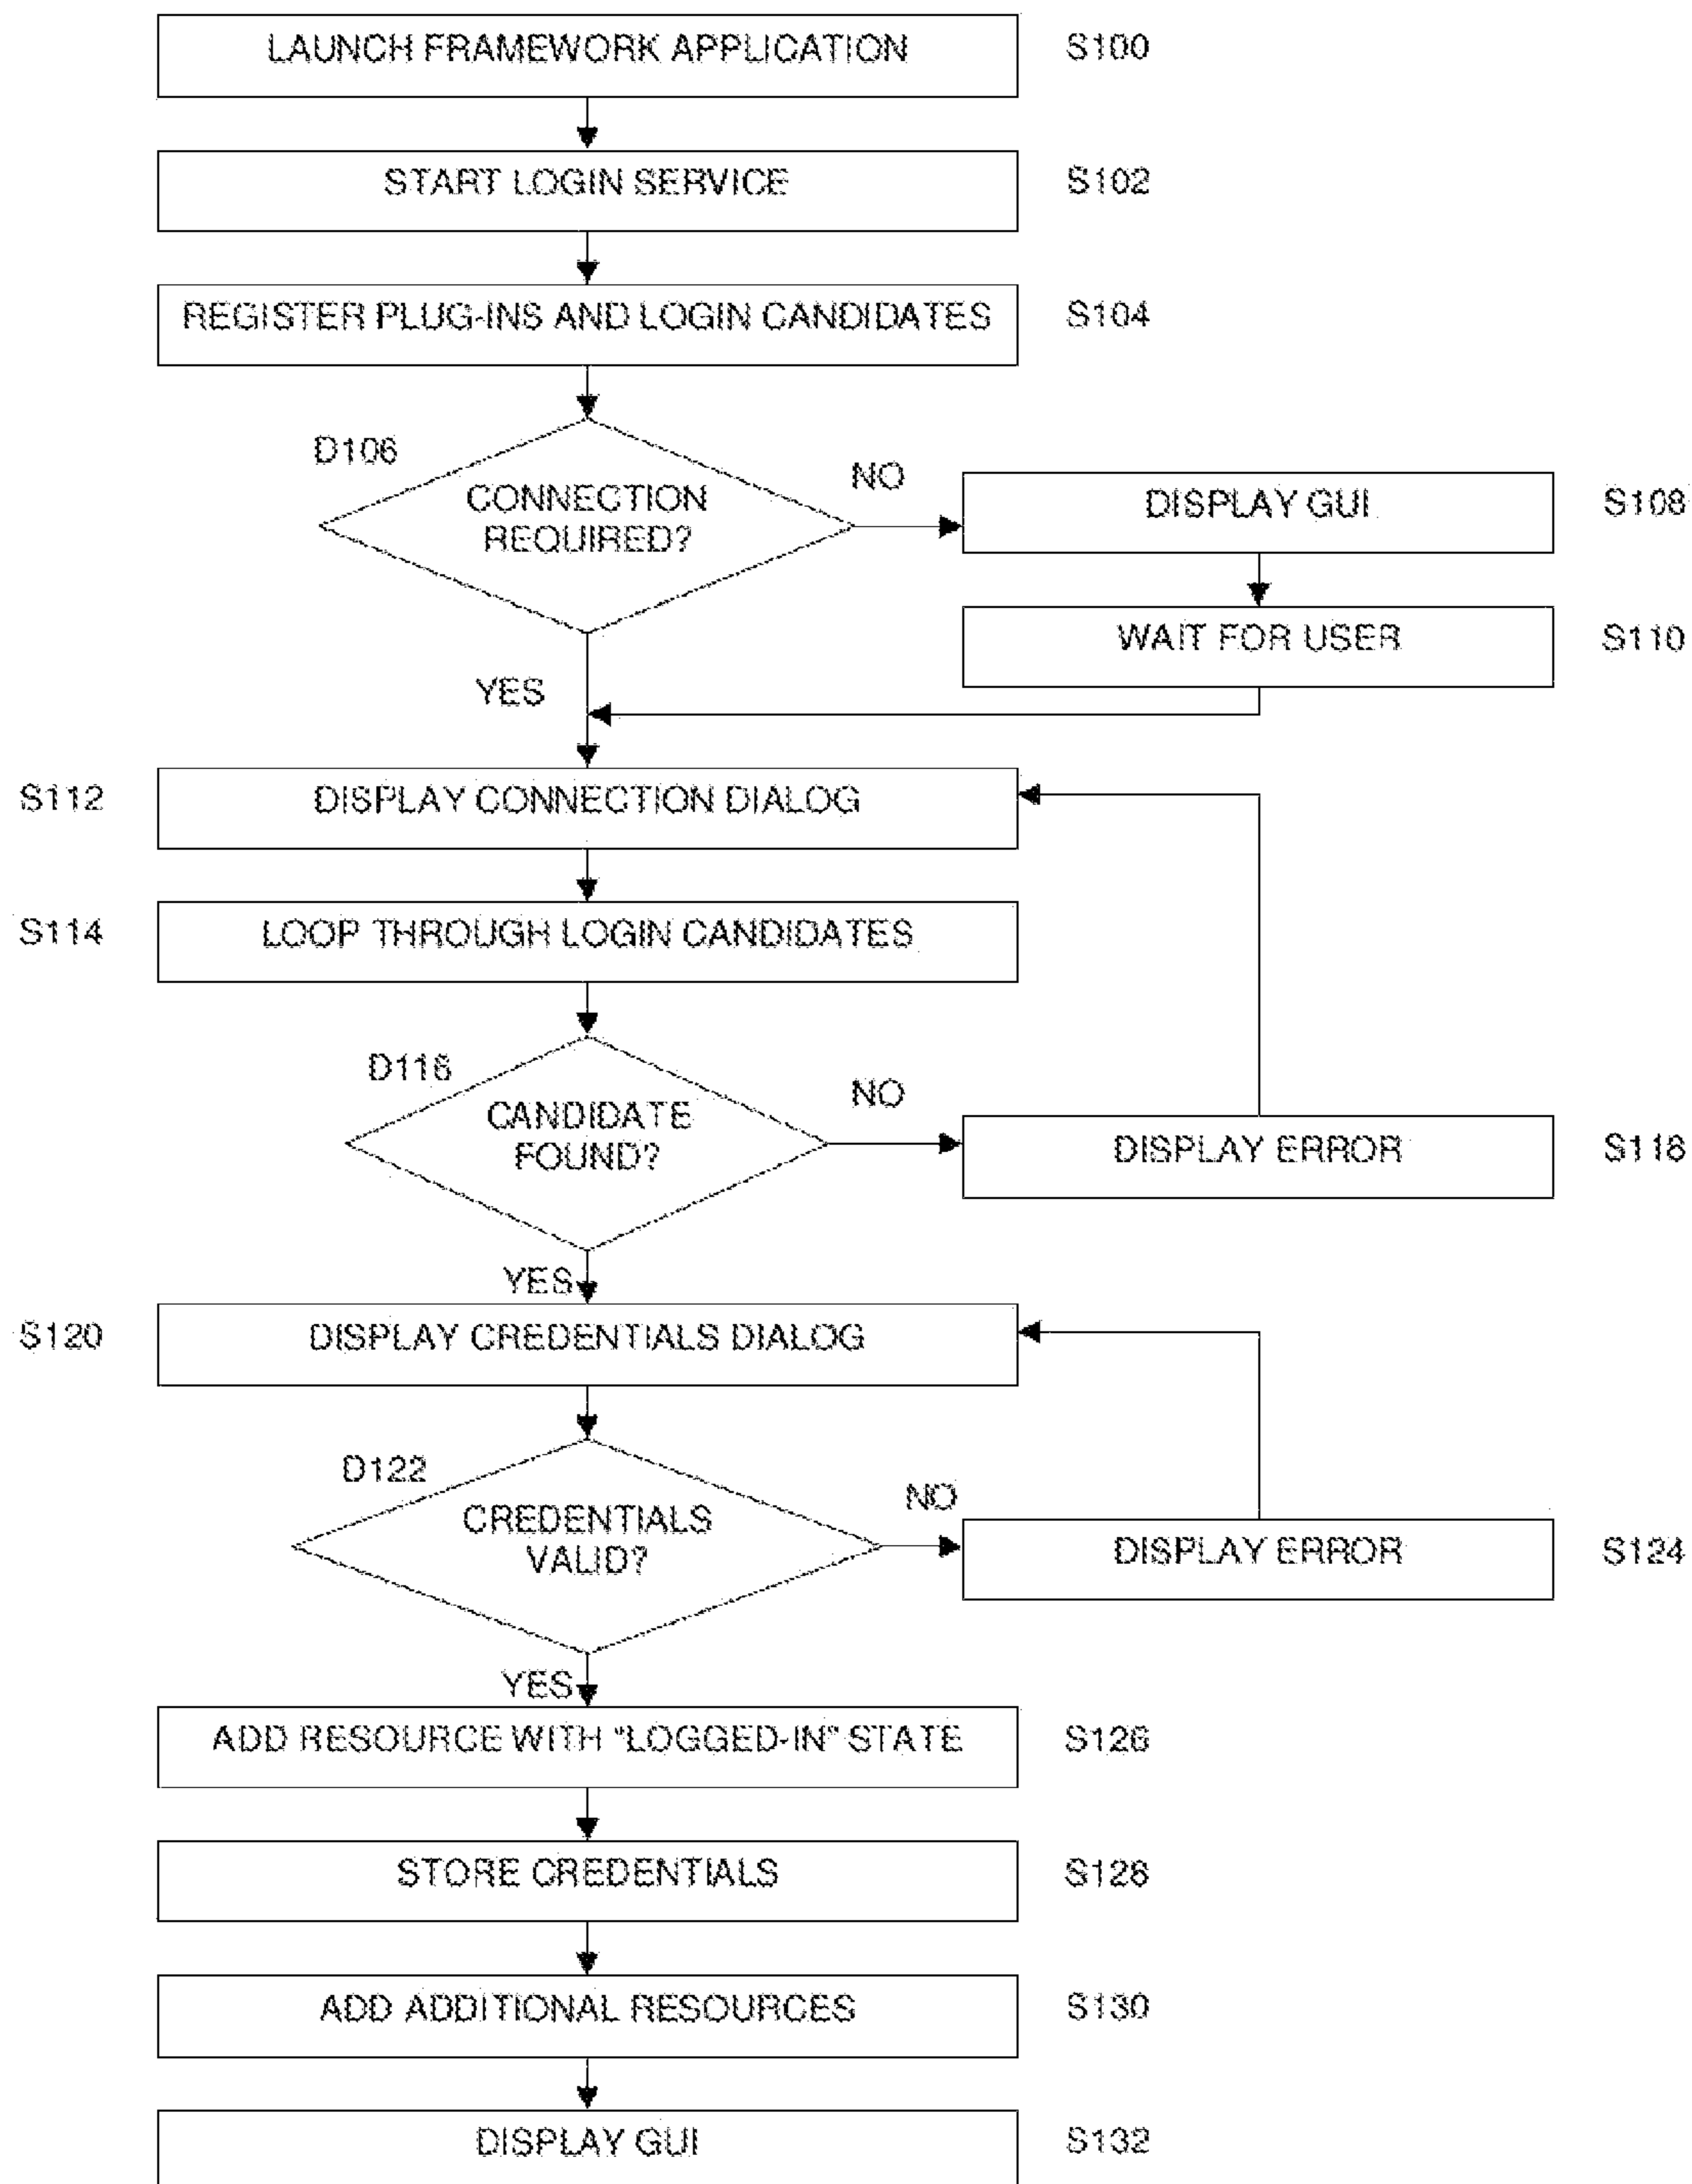 LAUNCH FRAMEWORK APPLICATION S100
START LOGIN SERVICE S102
REGISTER PLUG-INS AND LOGIN CANDIDATES S104
D106
CONNECTION
REQUIRED?
NO
DISPLAY GUI S108
WAIT FOR USER S110
YES
S112 DISPLAY CONNECTION DIALOG
S114 LOOP THROUGH LOGIN CANDIDATES
D116
CANDIDATE
FOUND?
NO
DISPLAY ERROR S118
YES
S120 DISPLAY CREDENTIALS DIALOG
D122
CREDENTIALS
VALID?
NO
DISPLAY ERROR S124
YES
ADD RESOURCE WITH "LOGGED-IN" STATE S126
STORE CREDENTIALS S128
ADD ADDITIONAL RESOURCES S130
DISPLAY GUI S132